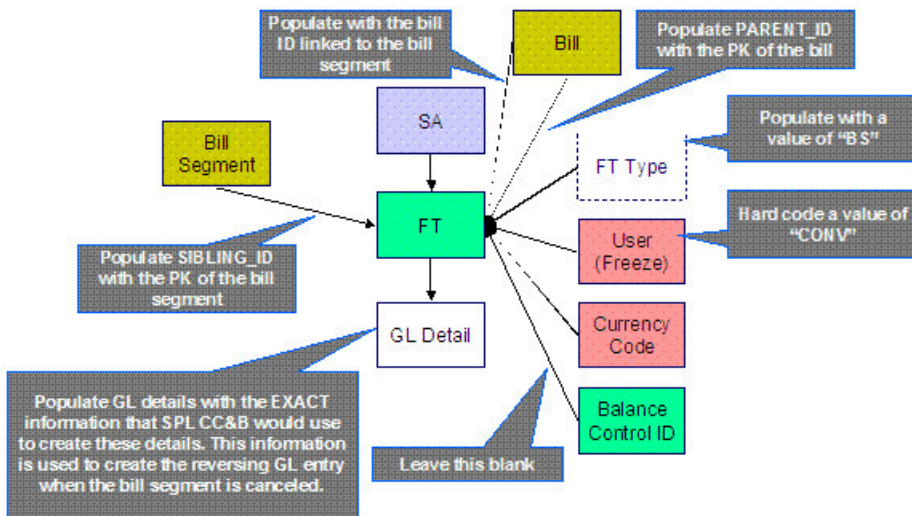 Populate with the bill
ID linked to the bill
segment
Bill
Populate PARENT_ID
with the PK of the bill
SA
Populate with a
value of "BS"
Bill
Segment
FT Type
FT
Hard code a value of
"CONV"
User
(Freeze)
Populate SIBLING_ID
with the PK of the bill
segment
GL Detail
Currency
Code
Populate GL details with the EXACT
information that SPL CC&B would use
to create these details. This information
is used to create the reversing GL entry
when the bill segment is canceled.
Balance
Control ID
Leave this blank